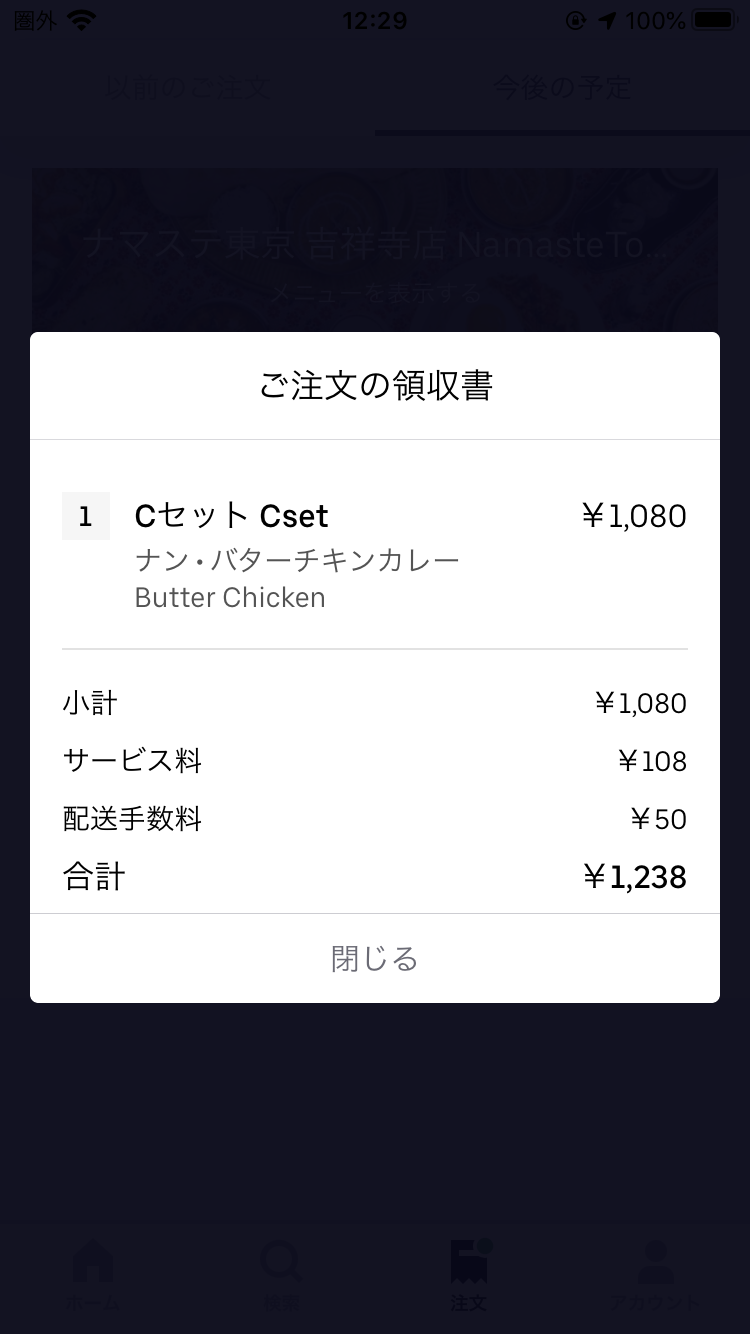 圏外
12:29
100%
以前のご注文
今後の予定
ナマステ東京 吉祥寺店 NamasteTo...
メニューを表示する
ご注文の領収書
1 Cセット Cset ￥1,080
ナン・バターチキンカレー
Butter Chicken
小計 ￥1,080
サービス料 ￥108
配送手数料 ￥50
合計 ￥1,238
閉じる
ホーム
検索
注文
アカウント